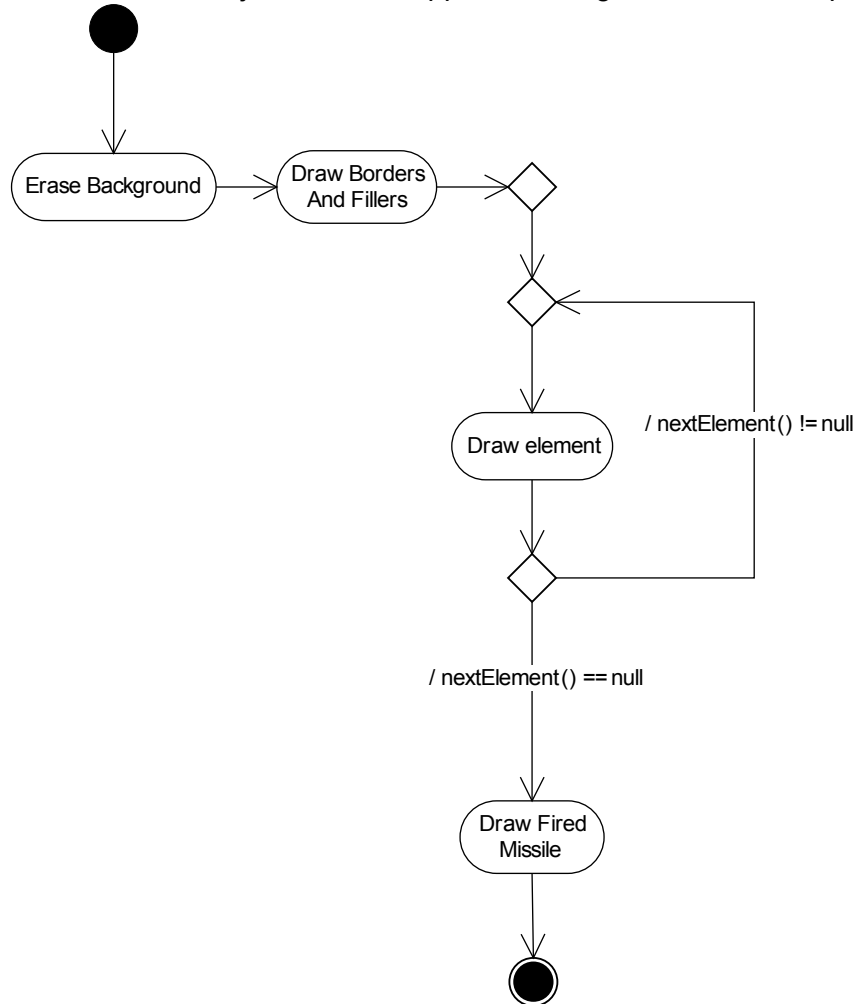 Erase Background
Draw Borders
And Fillers
/ nextElement() != null
Draw element
/ nextElement() == null
Draw Fired
Missile